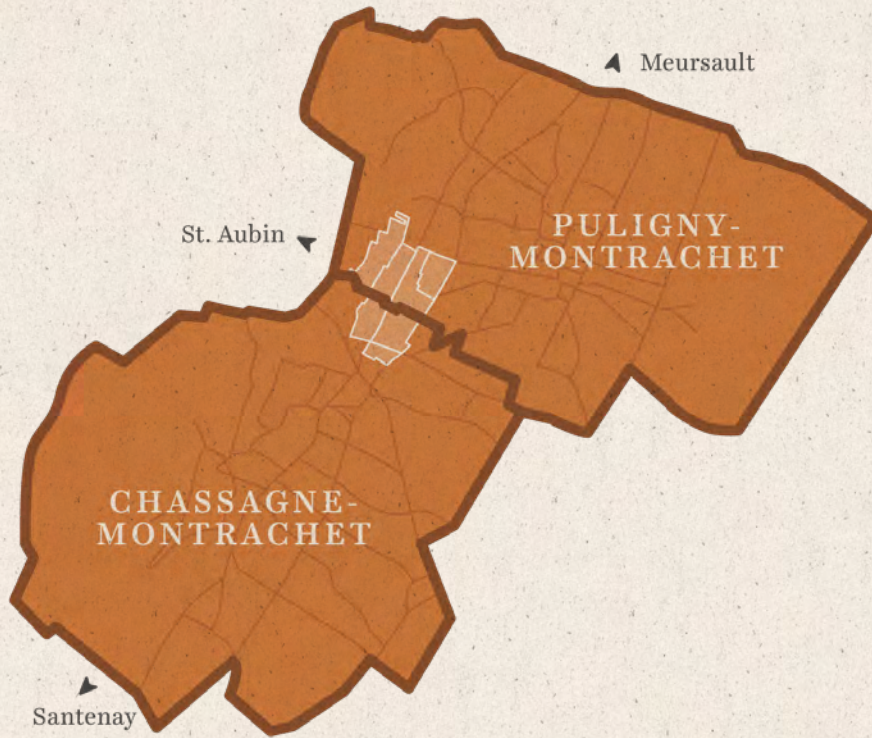 Meursault
PULIGNY-
MONTRACHET
St. Aubin
CHASSAGNE-
MONTRACHET
Santenay